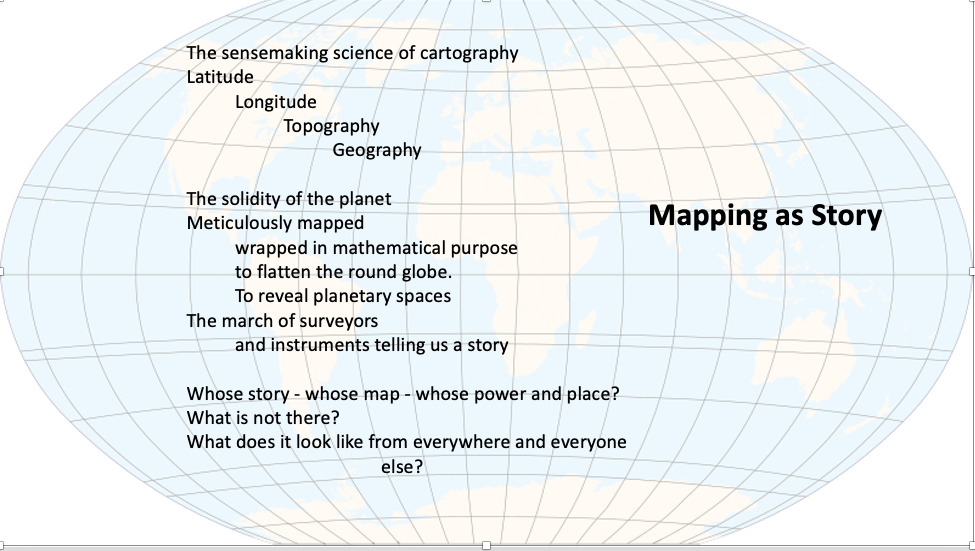 The sensemaking science of cartography
Latitude
Longitude
Topography
Geography
The solidity of the planet
Meticulously mapped
wrapped in mathematical purpose
to flatten the round globe.
To reveal planetary spaces
The march of surveyors
and instruments telling us a story
Whose story - whose map - whose power and place?
What is not there?
What does it look like from everywhere and everyone
else?
Mapping as Story